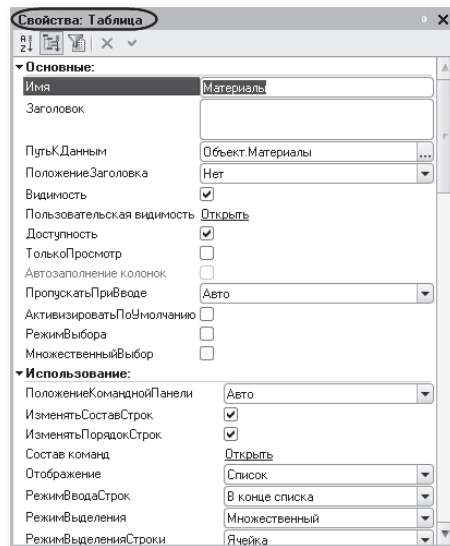 Свойства: Таблица
Основные:
Имя Материалы
Заголовок
ПутьКДанным Объект.Материалы ...
ПоложениеЗаголовка Нет
Видимость
Пользовательская видимость Открыть
Доступность
ТолькоПросмотр
Автозаполнение колонок
ПропускатьПриВводе Авто
АктивизироватьПоУмолчанию
РежимВыбора
МножественныйВыбор
Использование:
ПоложениеКоманднойПанели Авто
ИзменятьСоставСтрок
ИзменятьПорядокСтрок
Состав команд Открыть
Отображение Список
РежимВводаСтрок В конце списка
РежимВыделения Множественный
РежимВыделенияСтроки Ячейка